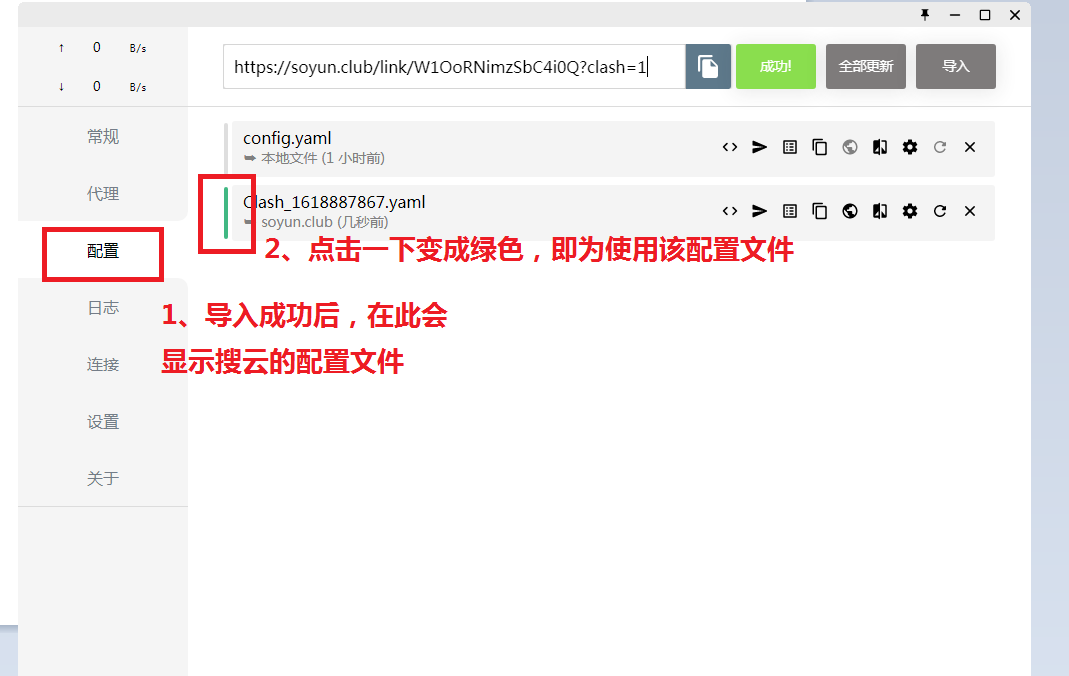 ↑ 0 B/s
https://soyun.club/link/W1OoRNimzSbC4i0Q?clash=1
成功!
全部更新
导入
↓ 0 B/s
常规
代理
配置
日志
连接
设置
关于
config.yaml
本地文件 (1 小时前)
Clash_1618887867.yaml
soyun.club (几秒前)
2、点击一下变成绿色，即为使用该配置文件
1、导入成功后，在此会
显示搜云的配置文件